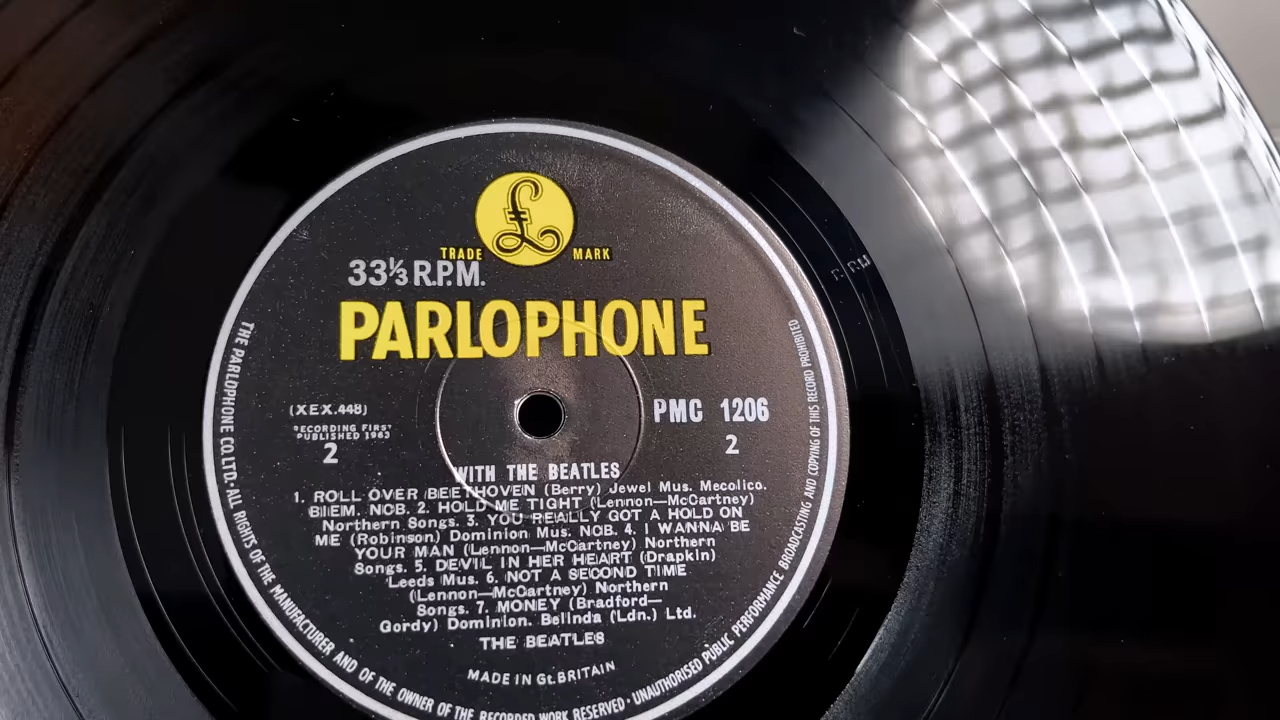 £
TRADE MARK
33⅓ R.P.M.
PARLOPHONE
(XEX.448)
RECORDING FIRST
PUBLISHED 1963
2
PMC 1206
2
WITH THE BEATLES
1. ROLL OVER BEETHOVEN (Berry) Jewel Mus. Mecolico.
BIEM. NCB. 2. HOLD ME TIGHT (Lennon—McCartney)
Northern Songs. 3. YOU REALLY GOT A HOLD ON
ME (Robinson) Dominion Mus. NCB. 4. I WANNA BE
YOUR MAN (Lennon—McCartney) Northern
Songs. 5. DEVIL IN HER HEART (Drapkin)
Leeds Mus. 6. NOT A SECOND TIME
(Lennon—McCartney) Northern
Songs. 7. MONEY (Bradford—
Gordy) Dominion. Belinda (Ldn.) Ltd.
THE BEATLES
MADE IN Gt. BRITAIN
THE PARLOPHONE CO. LTD. · ALL RIGHTS OF THE MANUFACTURER AND OF THE OWNER OF THE RECORDED WORK RESERVED · UNAUTHORISED PUBLIC PERFORMANCE BROADCASTING AND COPYING OF THIS RECORD PROHIBITED